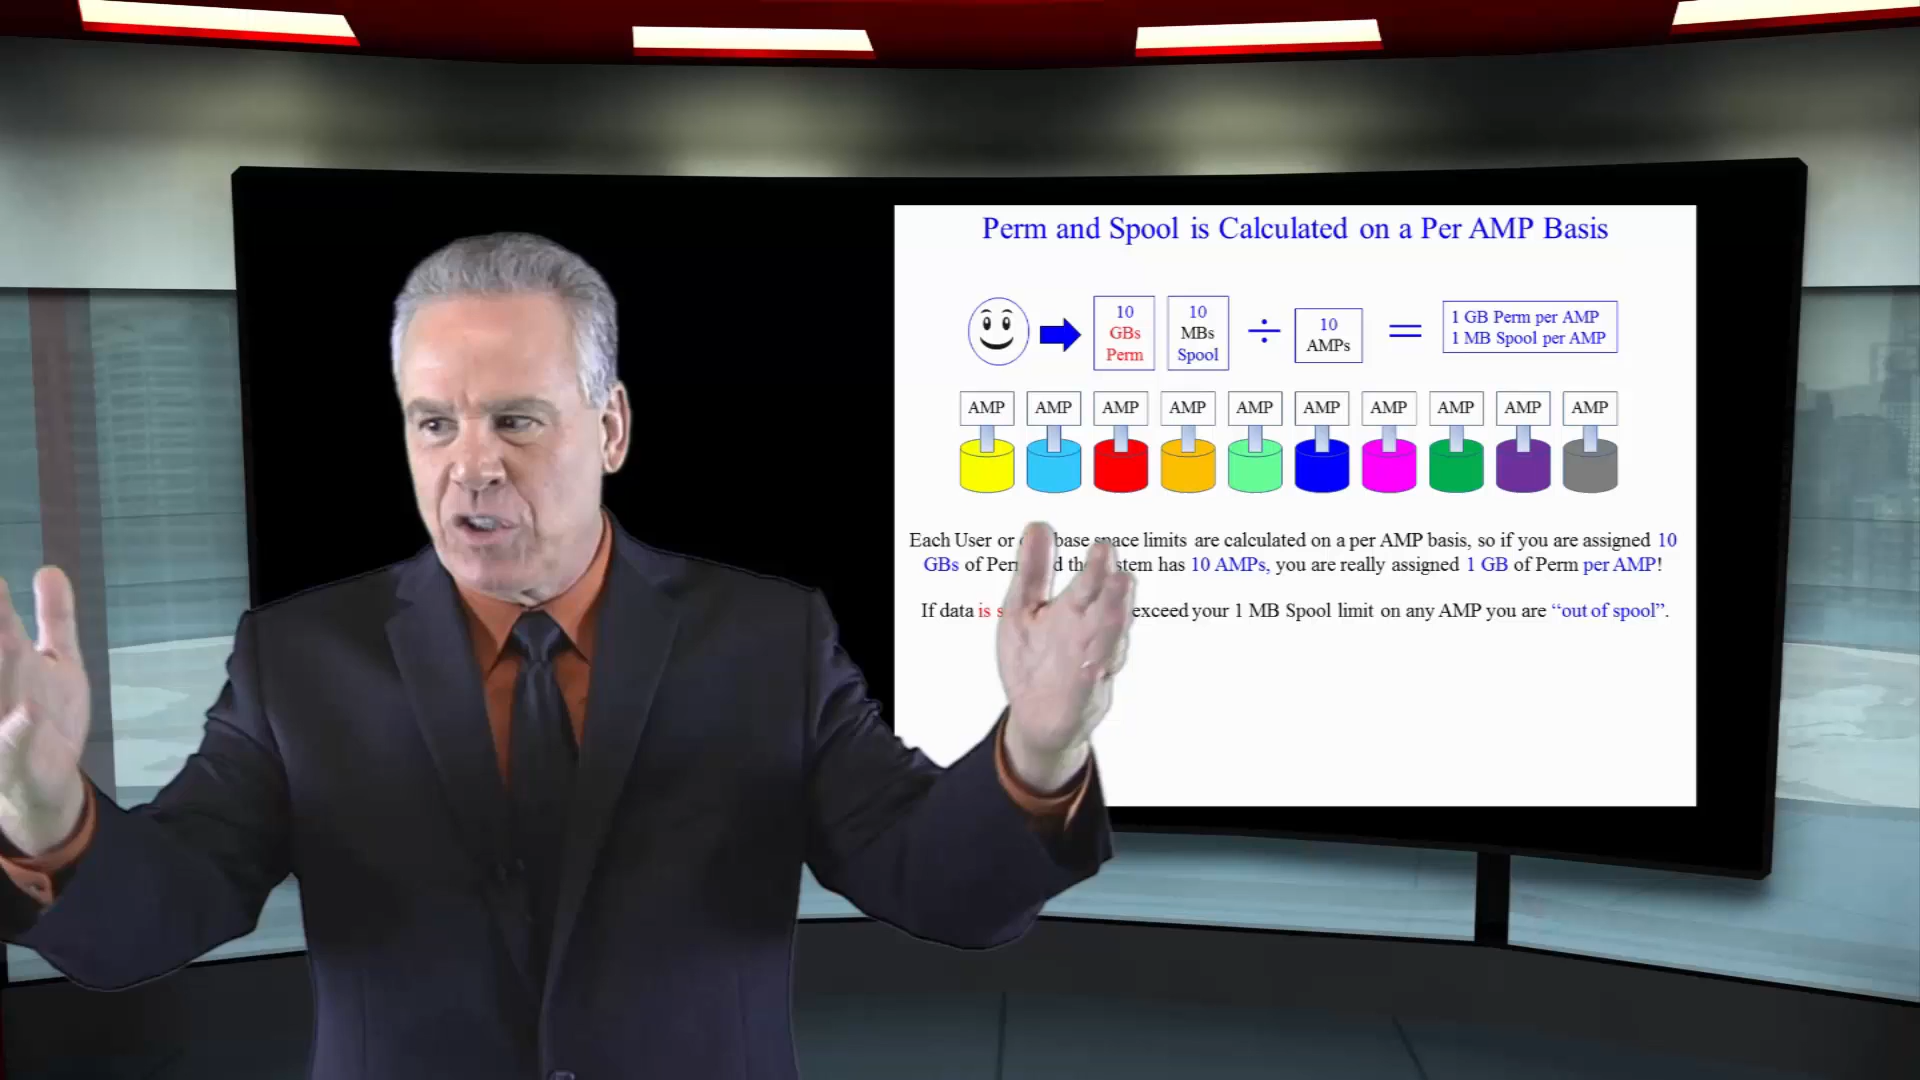 Perm and Spool is Calculated on a Per AMP Basis
10 GBs Perm
10 MBs Spool
÷
10 AMPs
=
1 GB Perm per AMP
1 MB Spool per AMP
AMP AMP AMP AMP AMP AMP AMP AMP AMP AMP
Each User or base space limits are calculated on a per AMP basis, so if you are assigned 10
GBs of Perm the has 10 AMPs, you are really assigned 1 GB of Perm per AMP!
If data is exceed your 1 MB Spool limit on any AMP you are “out of spool”.